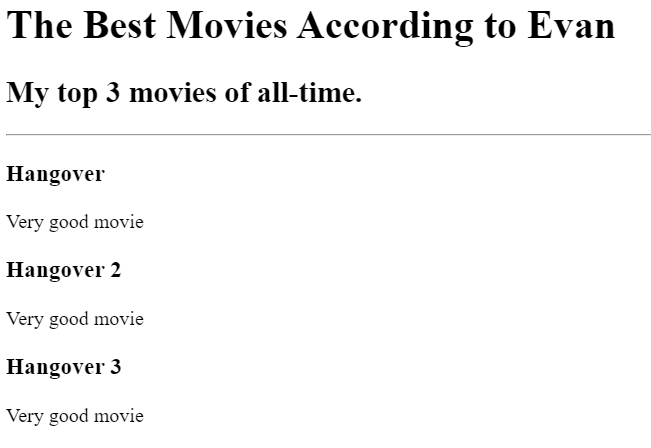 The Best Movies According to Evan
My top 3 movies of all-time.
Hangover
Very good movie
Hangover 2
Very good movie
Hangover 3
Very good movie